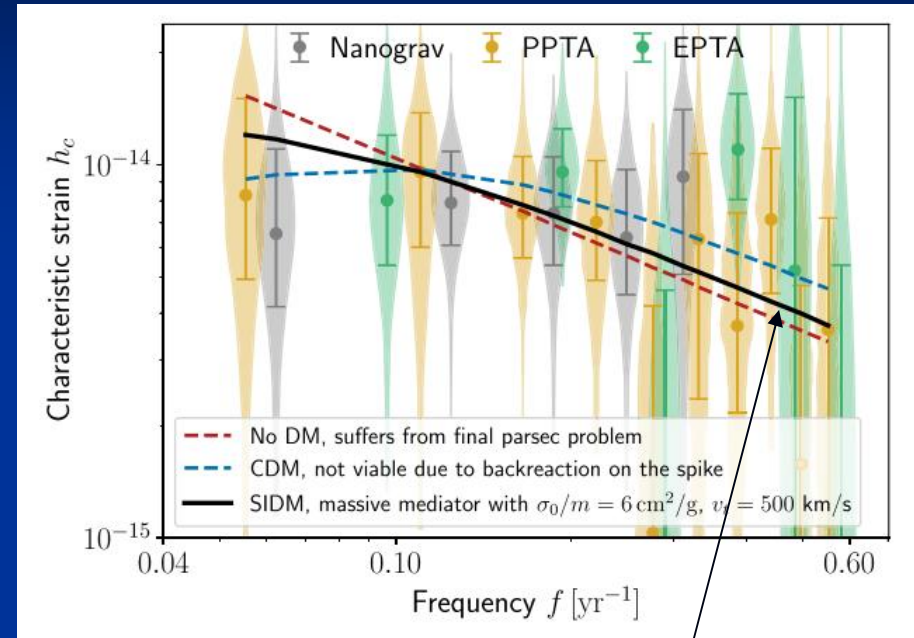 Nanograv PPTA EPTA
Characteristic strain h_c
10^{-14}
10^{-15}
No DM, suffers from final parsec problem
CDM, not viable due to backreaction on the spike
SIDM, massive mediator with σ_0/m = 6 cm^2/g, v_t = 500 km/s
0.04 0.10 0.60
Frequency f [yr^{-1}]